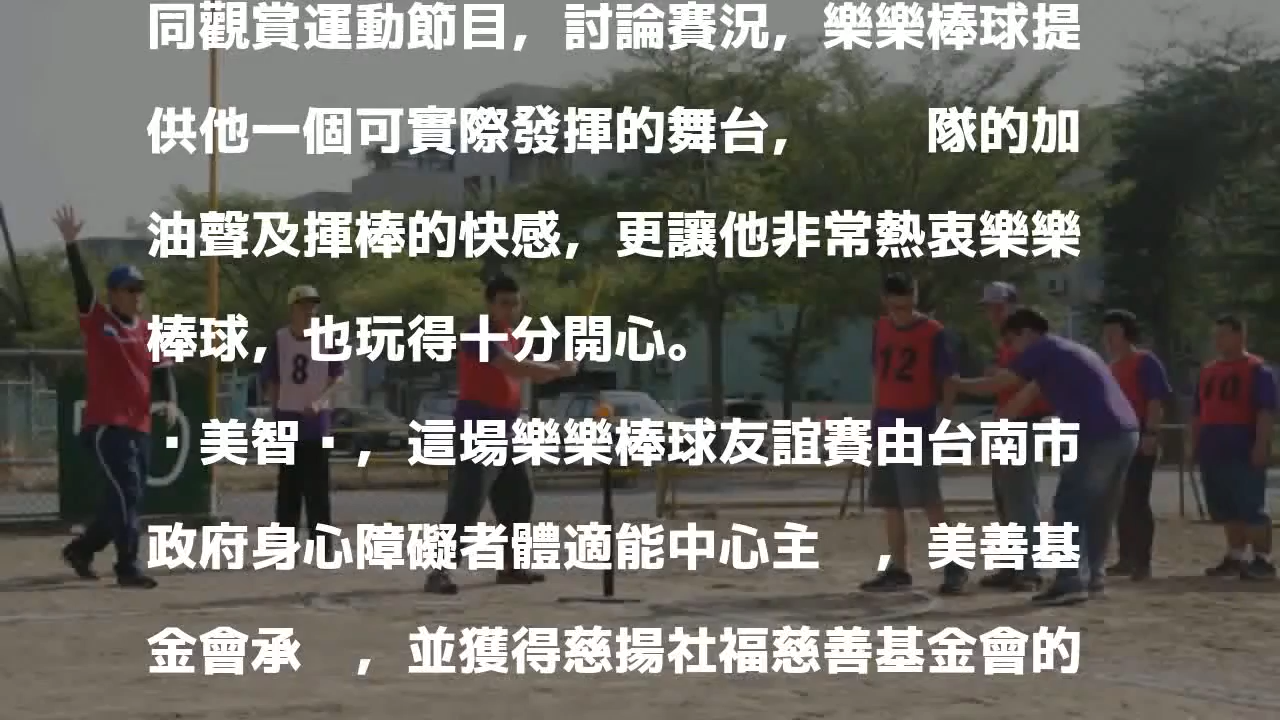 同觀賞運動節目，討論賽況，樂樂棒球提
供他一個可實際發揮的舞台，　　隊的加
油聲及揮棒的快感，更讓他非常熱衷樂樂
棒球，也玩得十分開心。
▪美智▪，這場樂樂棒球友誼賽由台南市
政府身心障礙者體適能中心主　，美善基
金會承　，並獲得慈揚社福慈善基金會的
8
12
10